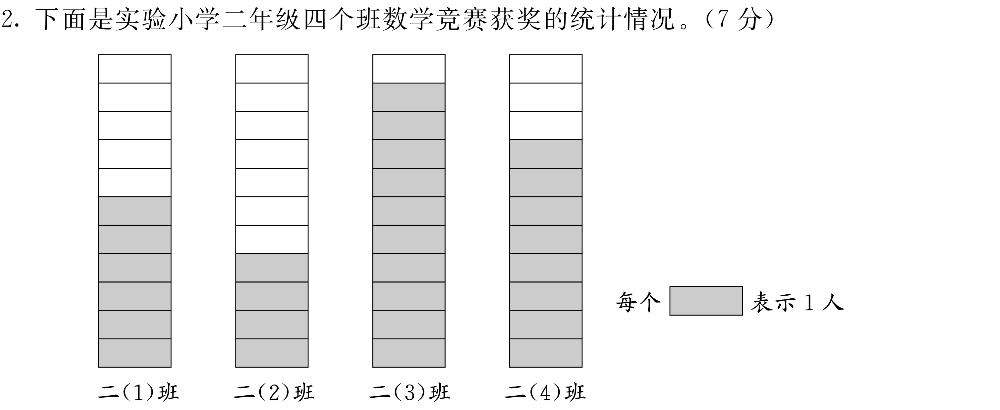 2. 下面是实验小学二年级四个班数学竞赛获奖的统计情况。(7 分)
每个 表示 1 人
二(1)班 二(2)班 二(3)班 二(4)班